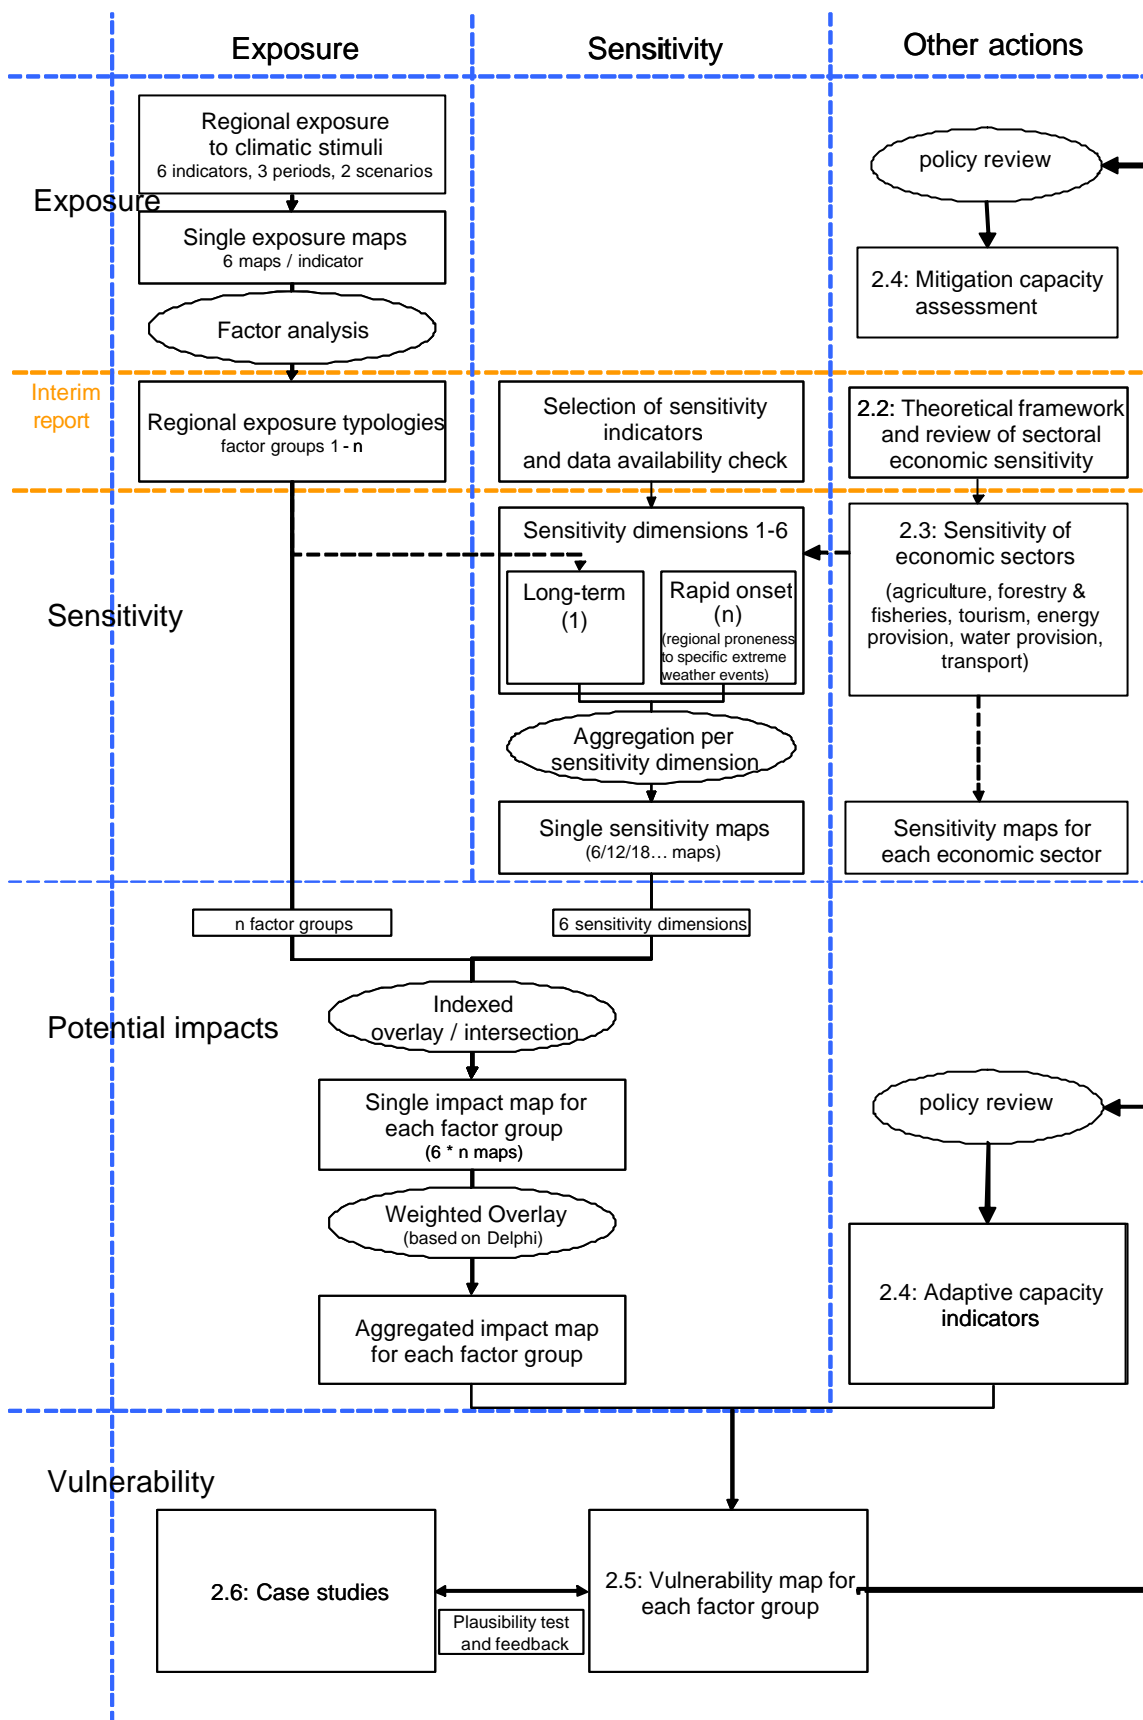 Exposure
Sensitivity
Other actions
Exposure
Regional exposure
to climatic stimuli
6 indicators, 3 periods, 2 scenarios
Single exposure maps
6 maps / indicator
Factor analysis
policy review
2.4: Mitigation capacity
assessment
Interim
report
Regional exposure typologies
factor groups 1 - n
Selection of sensitivity
indicators
and data availability check
2.2: Theoretical framework
and review of sectoral
economic sensitivity
Sensitivity
Sensitivity dimensions 1-6
Long-term
(1)
Rapid onset
(n)
(regional proneness
to specific extreme
weather events)
2.3: Sensitivity of
economic sectors
(agriculture, forestry &
fisheries, tourism, energy
provision, water provision,
transport)
Aggregation per
sensitivity dimension
Single sensitivity maps
(6/12/18... maps)
Sensitivity maps for
each economic sector
n factor groups
6 sensitivity dimensions
Potential impacts
Indexed
overlay / intersection
Single impact map for
each factor group
(6 * n maps)
Weighted Overlay
(based on Delphi)
Aggregated impact map
for each factor group
policy review
2.4: Adaptive capacity
indicators
Vulnerability
2.6: Case studies
Plausibility test
and feedback
2.5: Vulnerability map for
each factor group